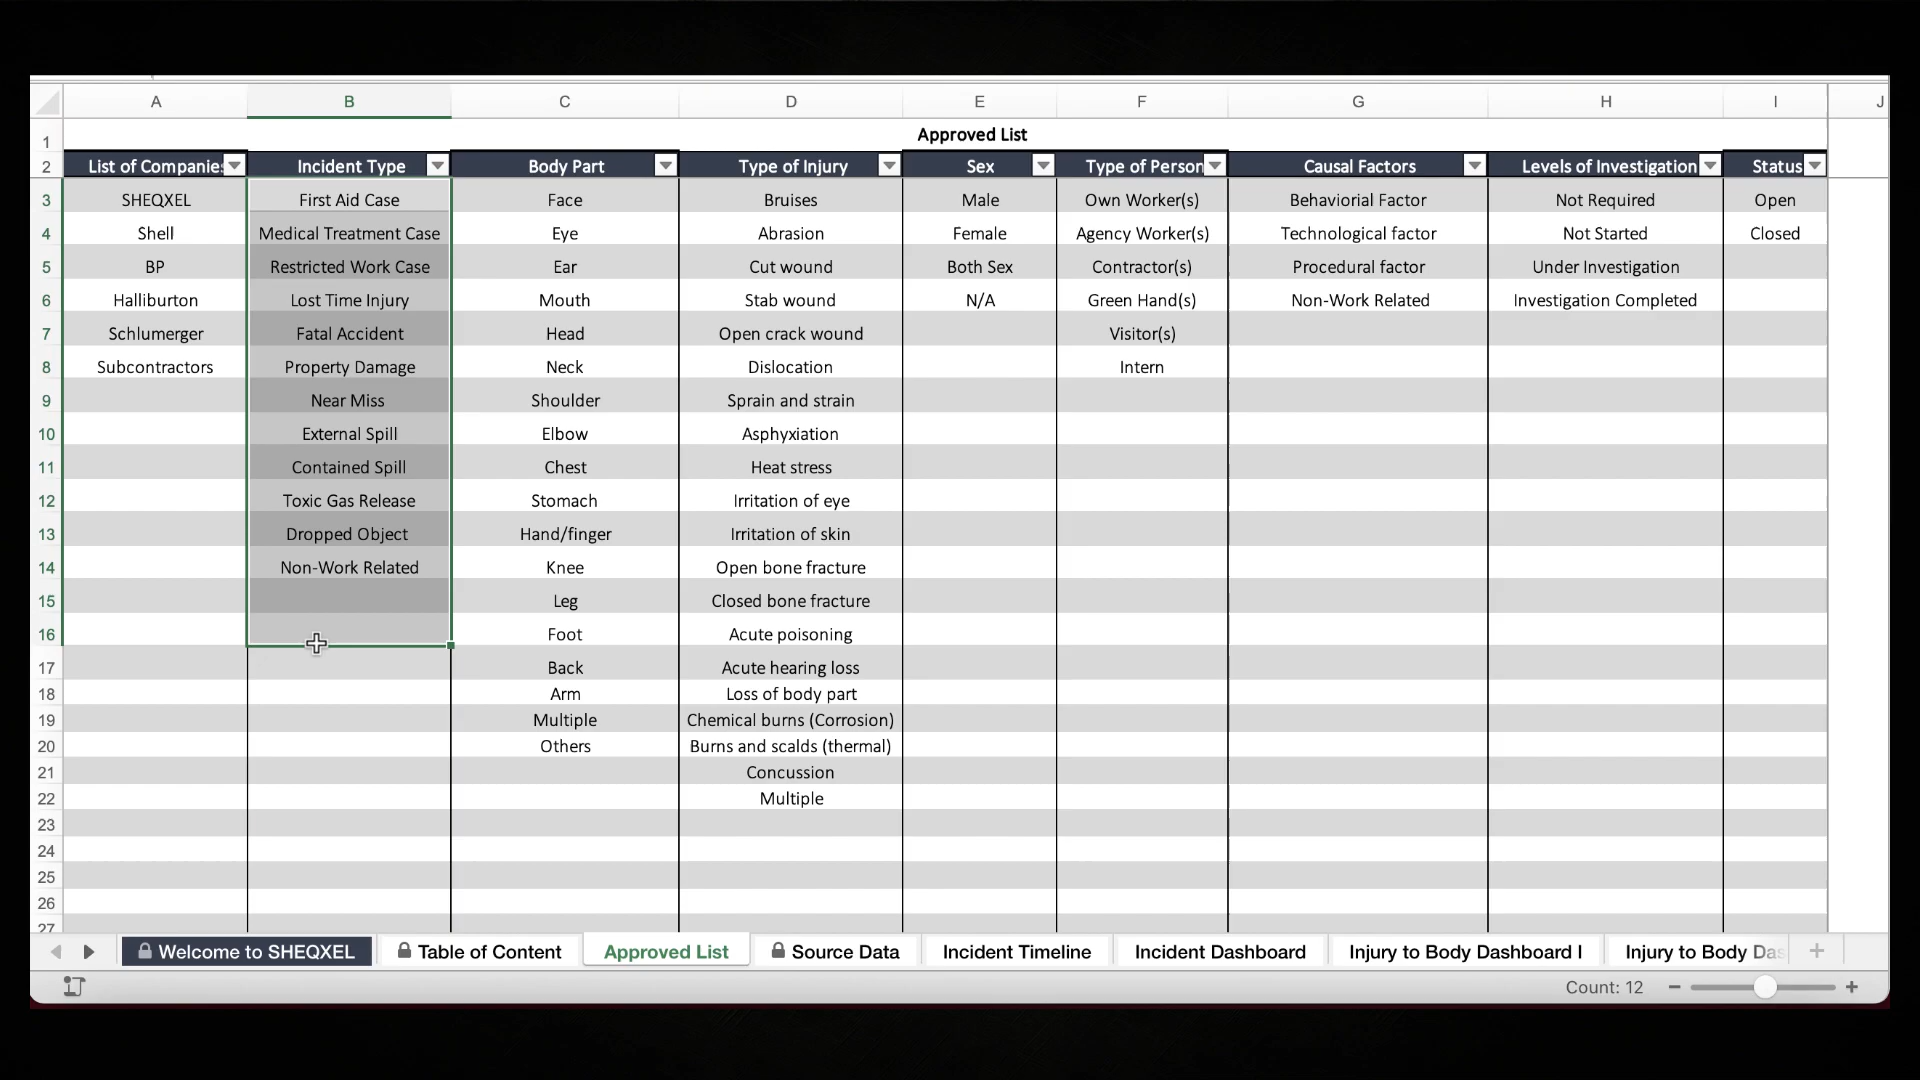 A B C D E F G H I J
1 Approved List
2 List of Companies Incident Type Body Part Type of Injury Sex Type of Person Causal Factors Levels of Investigation Status
3 SHEQXEL First Aid Case Face Bruises Male Own Worker(s) Behaviorial Factor Not Required Open
4 Shell Medical Treatment Case Eye Abrasion Female Agency Worker(s) Technological factor Not Started Closed
5 BP Restricted Work Case Ear Cut wound Both Sex Contractor(s) Procedural factor Under Investigation
6 Halliburton Lost Time Injury Mouth Stab wound N/A Green Hand(s) Non-Work Related Investigation Completed
7 Schlumerger Fatal Accident Head Open crack wound Visitor(s)
8 Subcontractors Property Damage Neck Dislocation Intern
9 Near Miss Shoulder Sprain and strain
10 External Spill Elbow Asphyxiation
11 Contained Spill Chest Heat stress
12 Toxic Gas Release Stomach Irritation of eye
13 Dropped Object Hand/finger Irritation of skin
14 Non-Work Related Knee Open bone fracture
15 Leg Closed bone fracture
16 Foot Acute poisoning
17 Back Acute hearing loss
18 Arm Loss of body part
19 Multiple Chemical burns (Corrosion)
20 Others Burns and scalds (thermal)
21 Concussion
22 Multiple
23
24
25
26
27
Welcome to SHEQXEL Table of Content Approved List Source Data Incident Timeline Incident Dashboard Injury to Body Dashboard I Injury to Body Das
Count: 12